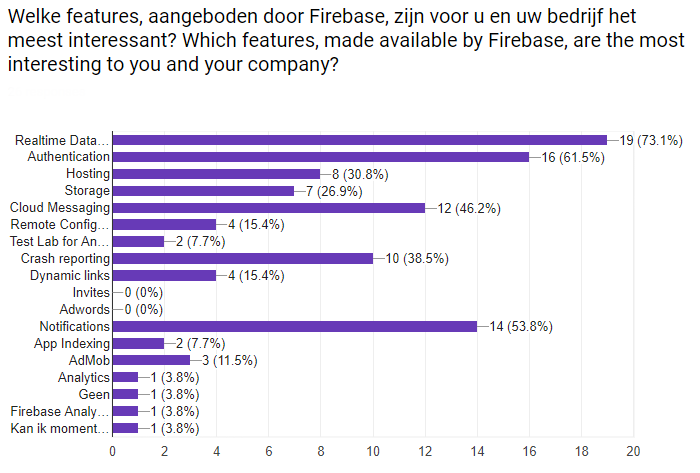 Welke features, aangeboden door Firebase, zijn voor u en uw bedrijf het
meest interessant? Which features, made available by Firebase, are the most
interesting to you and your company?
Realtime Data... 19 (73.1%)
Authentication 16 (61.5%)
Hosting 8 (30.8%)
Storage 7 (26.9%)
Cloud Messaging 12 (46.2%)
Remote Config... 4 (15.4%)
Test Lab for An... 2 (7.7%)
Crash reporting 10 (38.5%)
Dynamic links 4 (15.4%)
Invites 0 (0%)
Adwords 0 (0%)
Notifications 14 (53.8%)
App Indexing 2 (7.7%)
AdMob 3 (11.5%)
Analytics 1 (3.8%)
Geen 1 (3.8%)
Firebase Analy... 1 (3.8%)
Kan ik moment... 1 (3.8%)
0 2 4 6 8 10 12 14 16 18 20